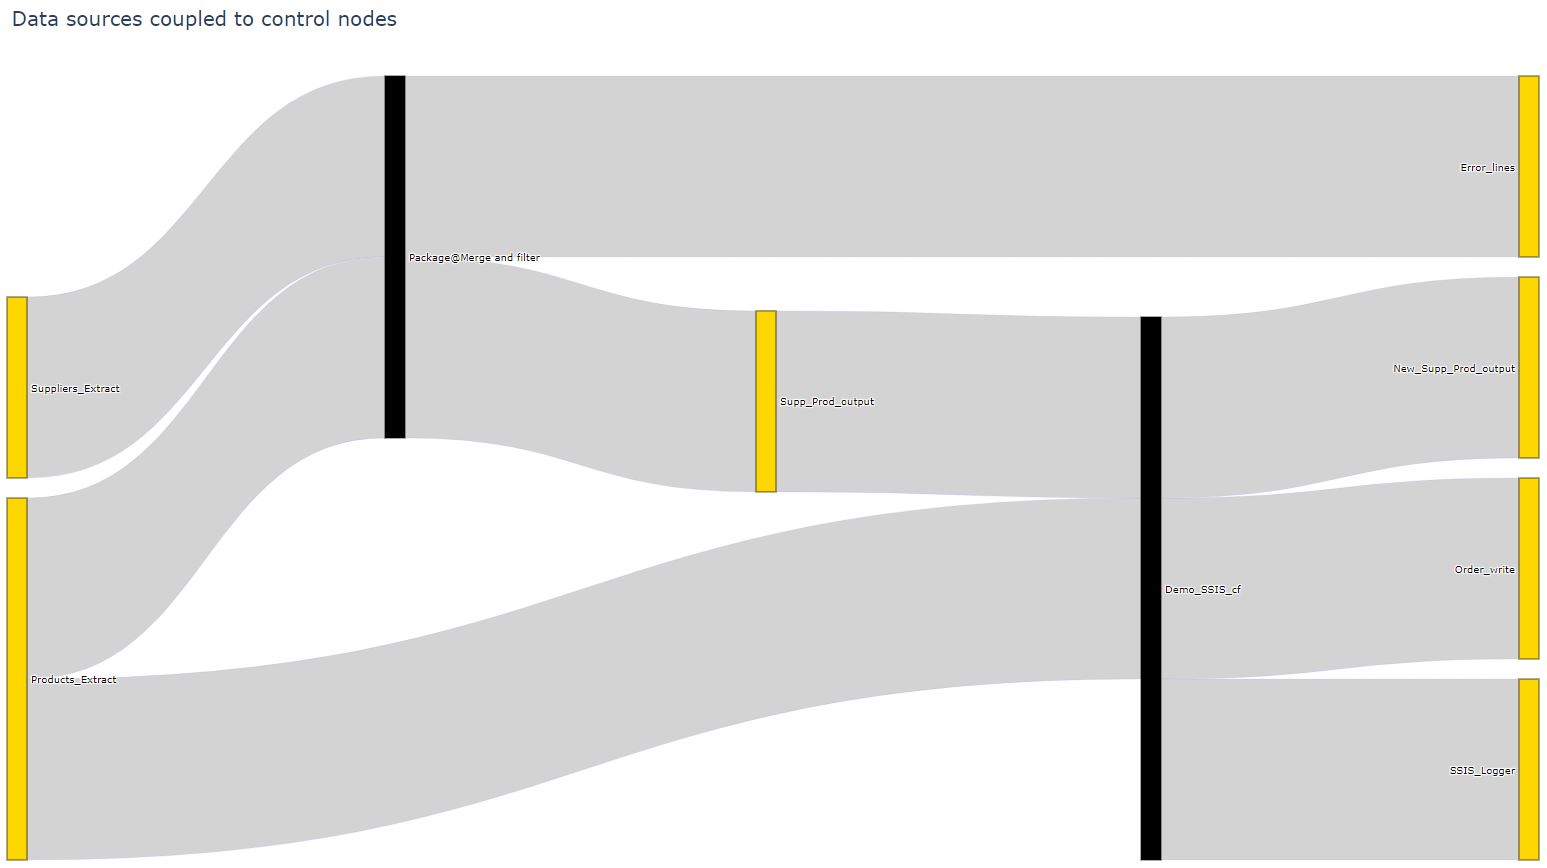 Data sources coupled to control nodes
Error_lines
Package@Merge and filter
New_Supp_Prod_output
Suppliers_Extract
Supp_Prod_output
Order_write
Demo_SSIS_cf
Products_Extract
SSIS_Logger